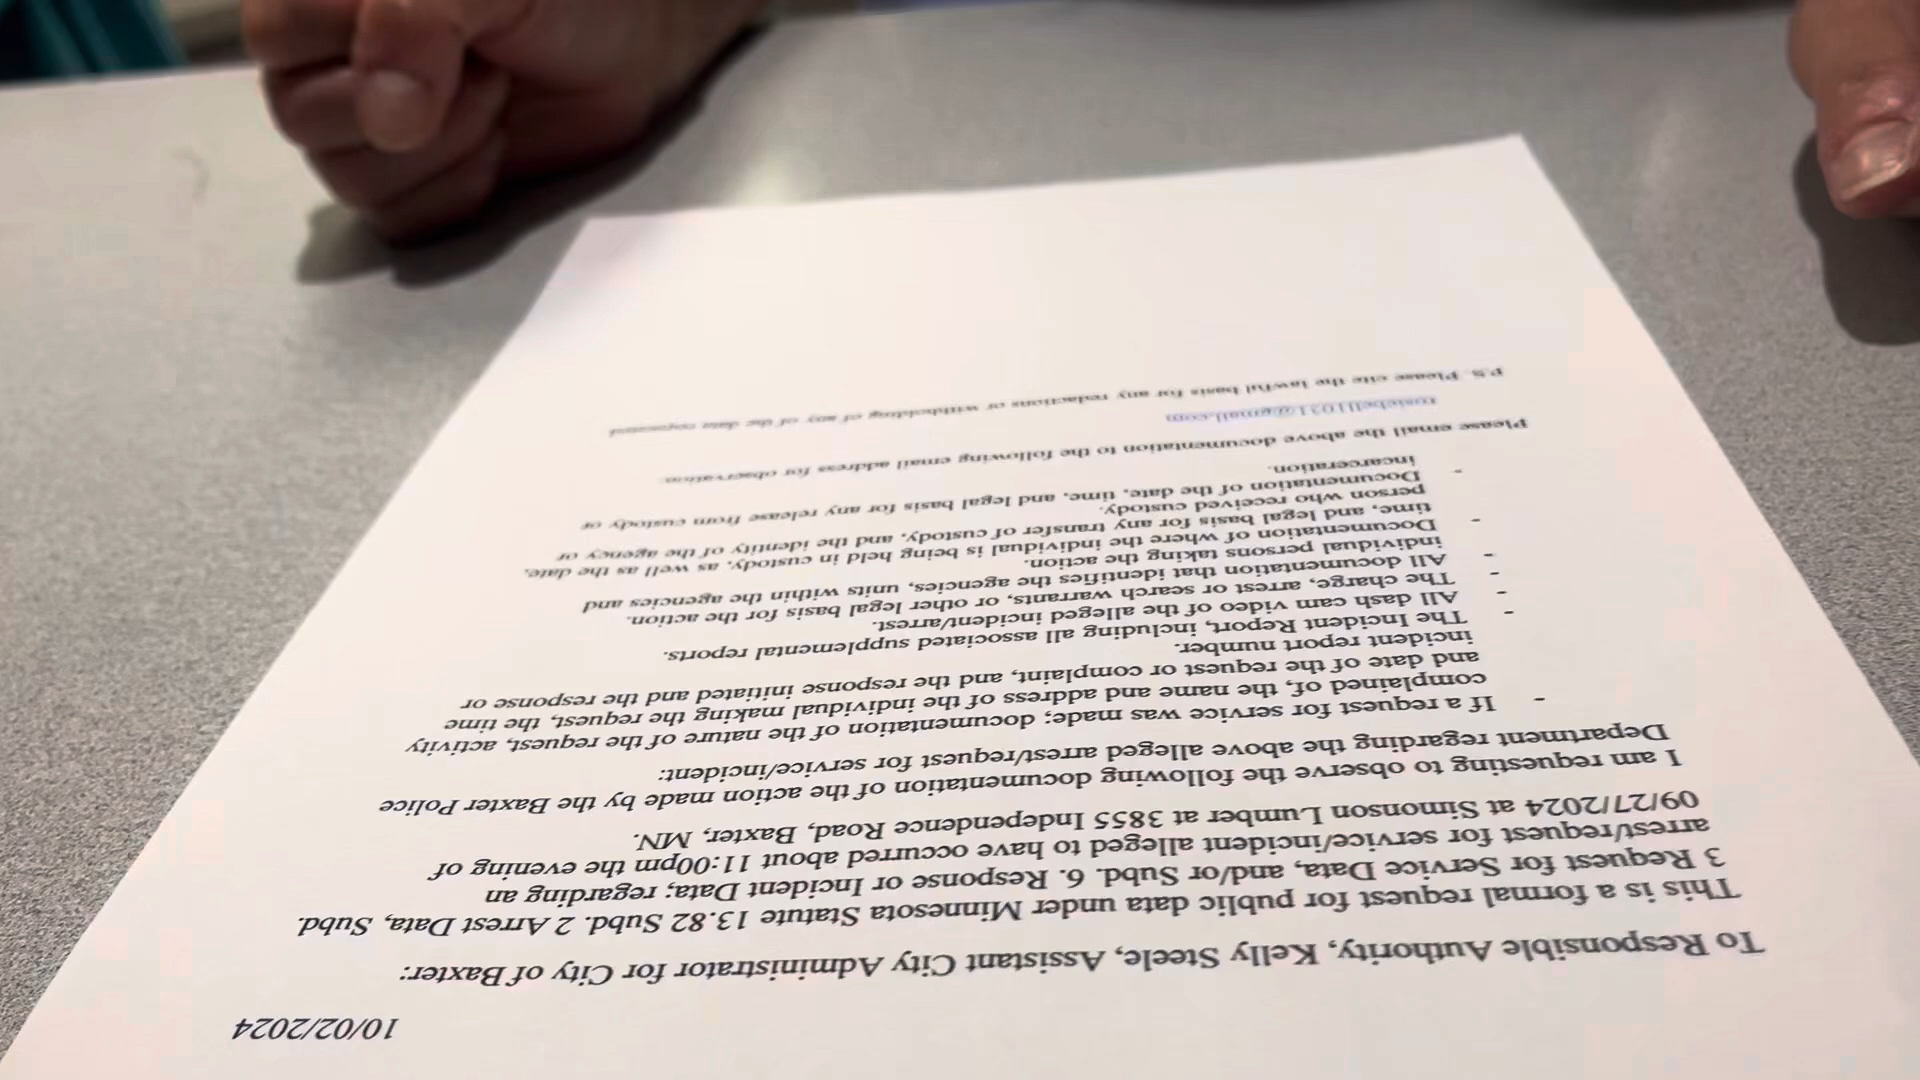 10/02/2024
To Responsible Authority, Kelly Steele, Assistant City Administrator for City of Baxter:
This is a formal request for public data under Minnesota Statute 13.82 Subd. 2 Arrest Data, Subd.
3 Request for Service Data, and/or Subd. 6. Response or Incident Data; regarding an
arrest/request for service/incident alleged to have occurred about 11:00pm the evening of
09/27/2024 at Simonson Lumber at 3855 Independence Road, Baxter, MN.
I am requesting to observe the following documentation of the action made by the Baxter Police
Department regarding the above alleged arrest/request for service/incident:
- If a request for service was made; documentation of the nature of the request, activity
complained of, the name and address of the individual making the request, the time
and date of the request or complaint, and the response initiated and the response or
incident report number.
- The Incident Report, including all associated supplemental reports.
- All dash cam video of the alleged incident/arrest.
- The charge, arrest or search warrants, or other legal basis for the action.
- All documentation that identifies the agencies, units within the agencies and
individual persons taking the action.
- Documentation of where the individual is being held in custody, as well as the date,
time, and legal basis for any transfer of custody, and the identity of the agency or
person who received custody.
- Documentation of the date, time, and legal basis for any release from custody or
incarceration.
Please email the above documentation to the following email address for observation:
rosiebell1031@gmail.com
P.S. Please cite the lawful basis for any redactions or withholding of any of the data requested